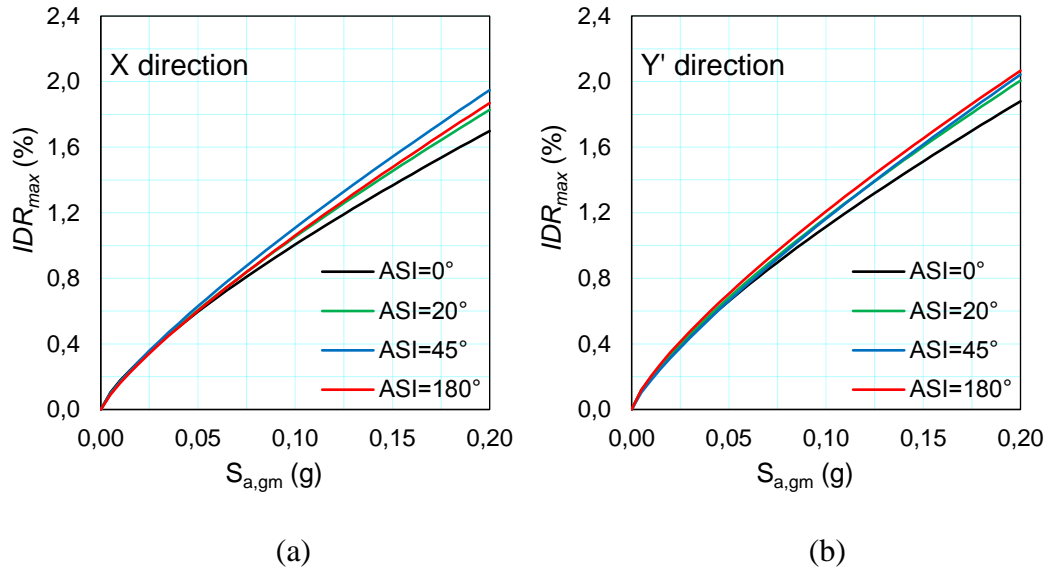 X direction
2,4
2,0
1,6
1,2
0,8
0,4
0,0
IDRmax (%)
ASI=0°
ASI=20°
ASI=45°
ASI=180°
0,00 0,05 0,10 0,15 0,20
Sa,gm (g)
(a)
Y' direction
2,4
2,0
1,6
1,2
0,8
0,4
0,0
IDRmax (%)
ASI=0°
ASI=20°
ASI=45°
ASI=180°
0,00 0,05 0,10 0,15 0,20
Sa,gm (g)
(b)